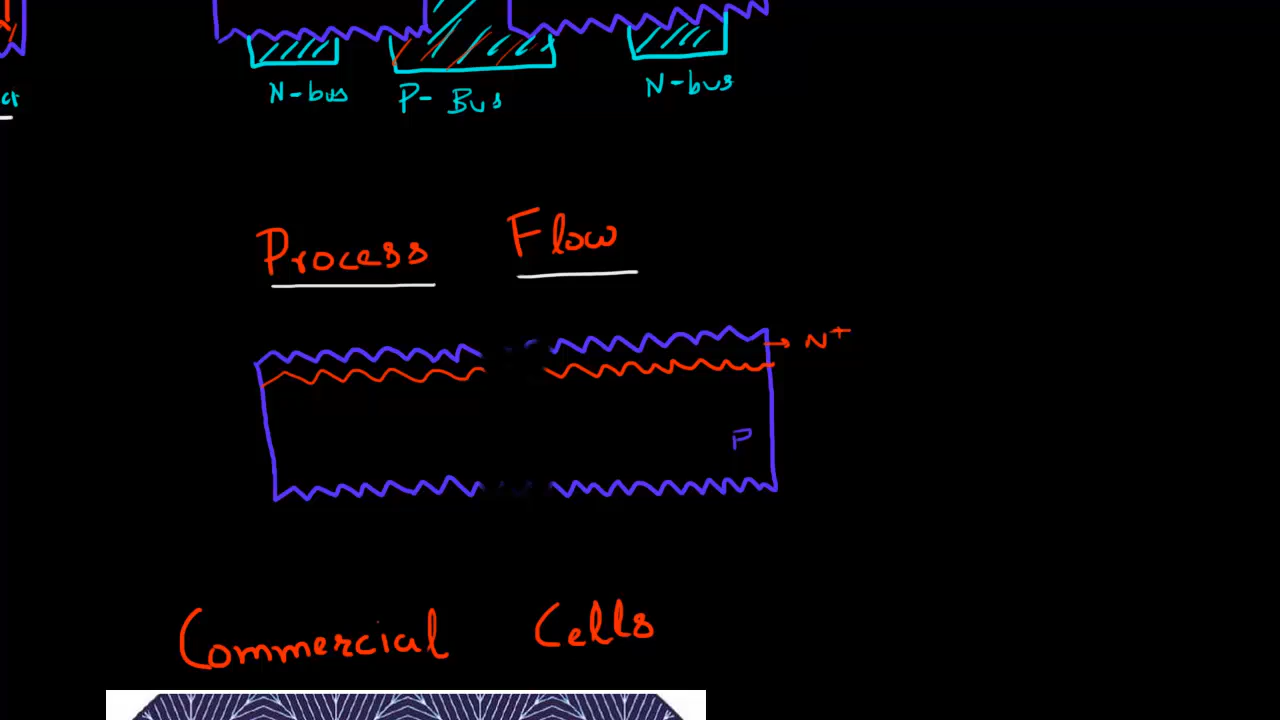 N-bus P-Bus N-bus
Process Flow
N+
P
Commercial Cells